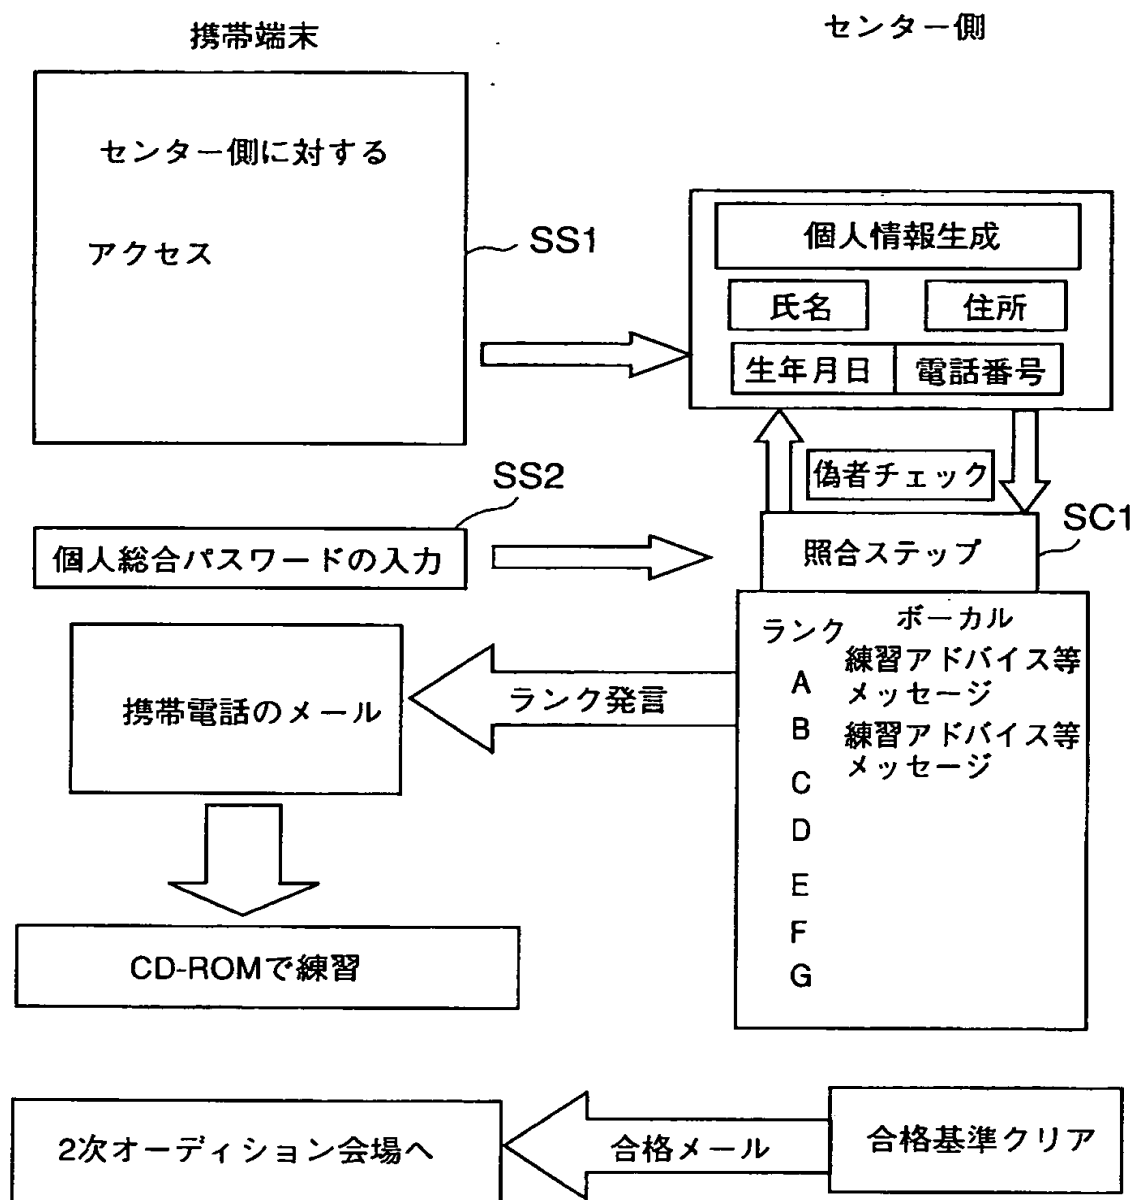 携帯端末
センター側
センター側に対する
アクセス
SS1
個人情報生成
氏名
住所
生年月日
電話番号
偽者チェック
SS2
個人総合パスワードの入力
SC1
照合ステップ
ランク
ボーカル
A
練習アドバイス等
メッセージ
B
練習アドバイス等
メッセージ
C
D
E
F
G
ランク発言
携帯電話のメール
CD-ROMで練習
2次オーディション会場へ
合格メール
合格基準クリア